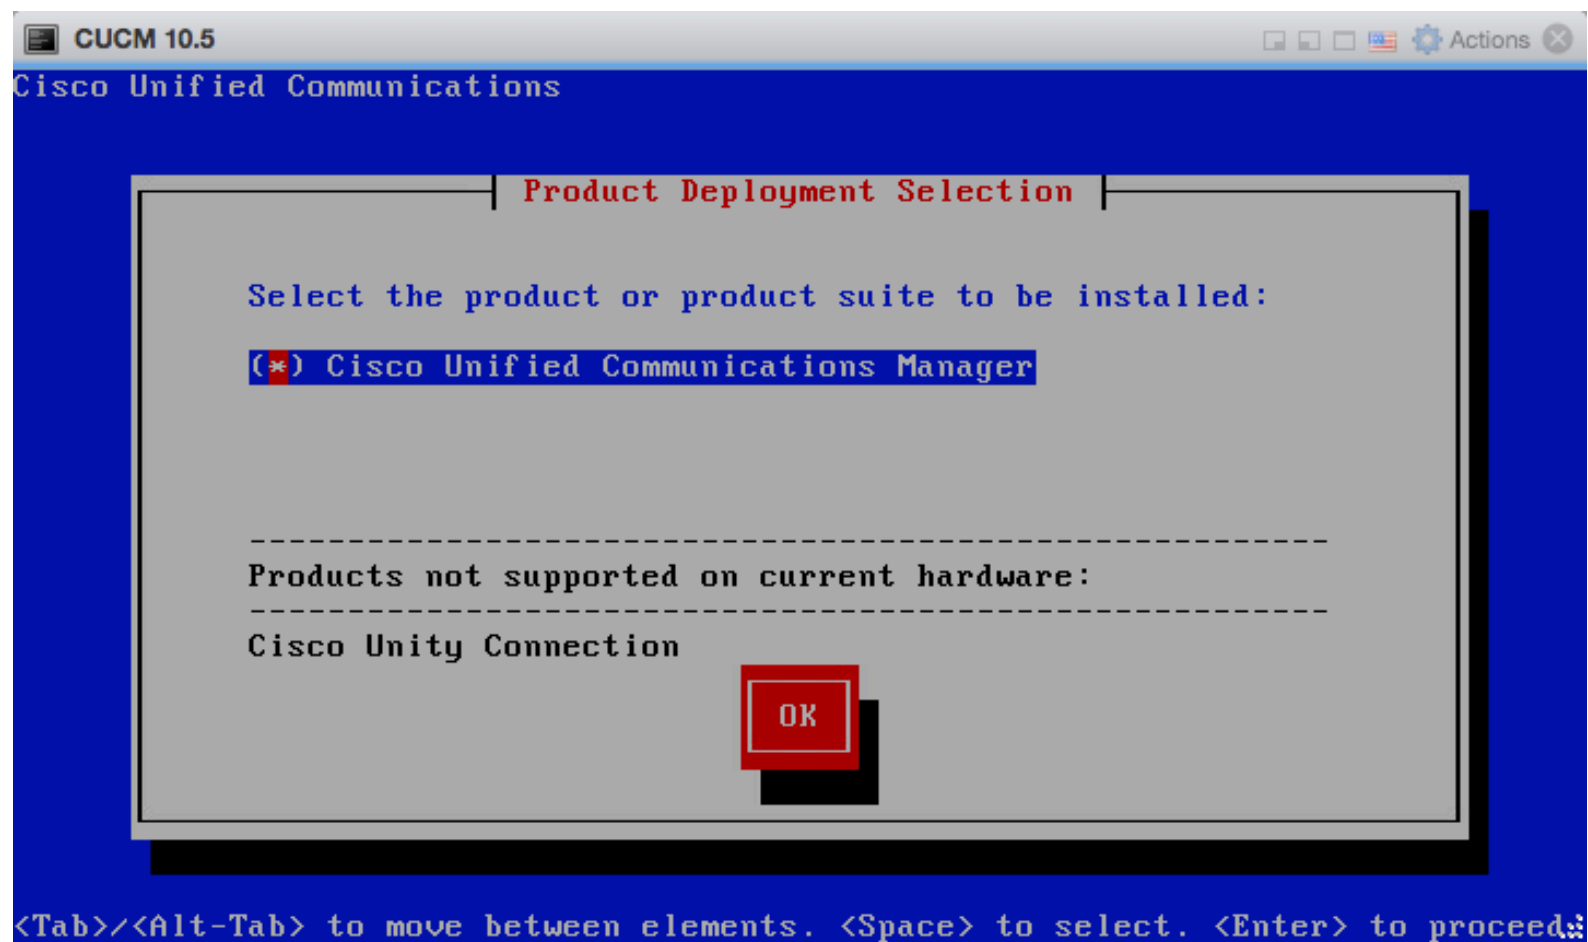 CUCM 10.5
Actions
Cisco Unified Communications
Product Deployment Selection
Select the product or product suite to be installed:
(*) Cisco Unified Communications Manager
------------------------------------------------------
Products not supported on current hardware:
------------------------------------------------------
Cisco Unity Connection
OK
<Tab>/<Alt-Tab> to move between elements. <Space> to select. <Enter> to proceed.